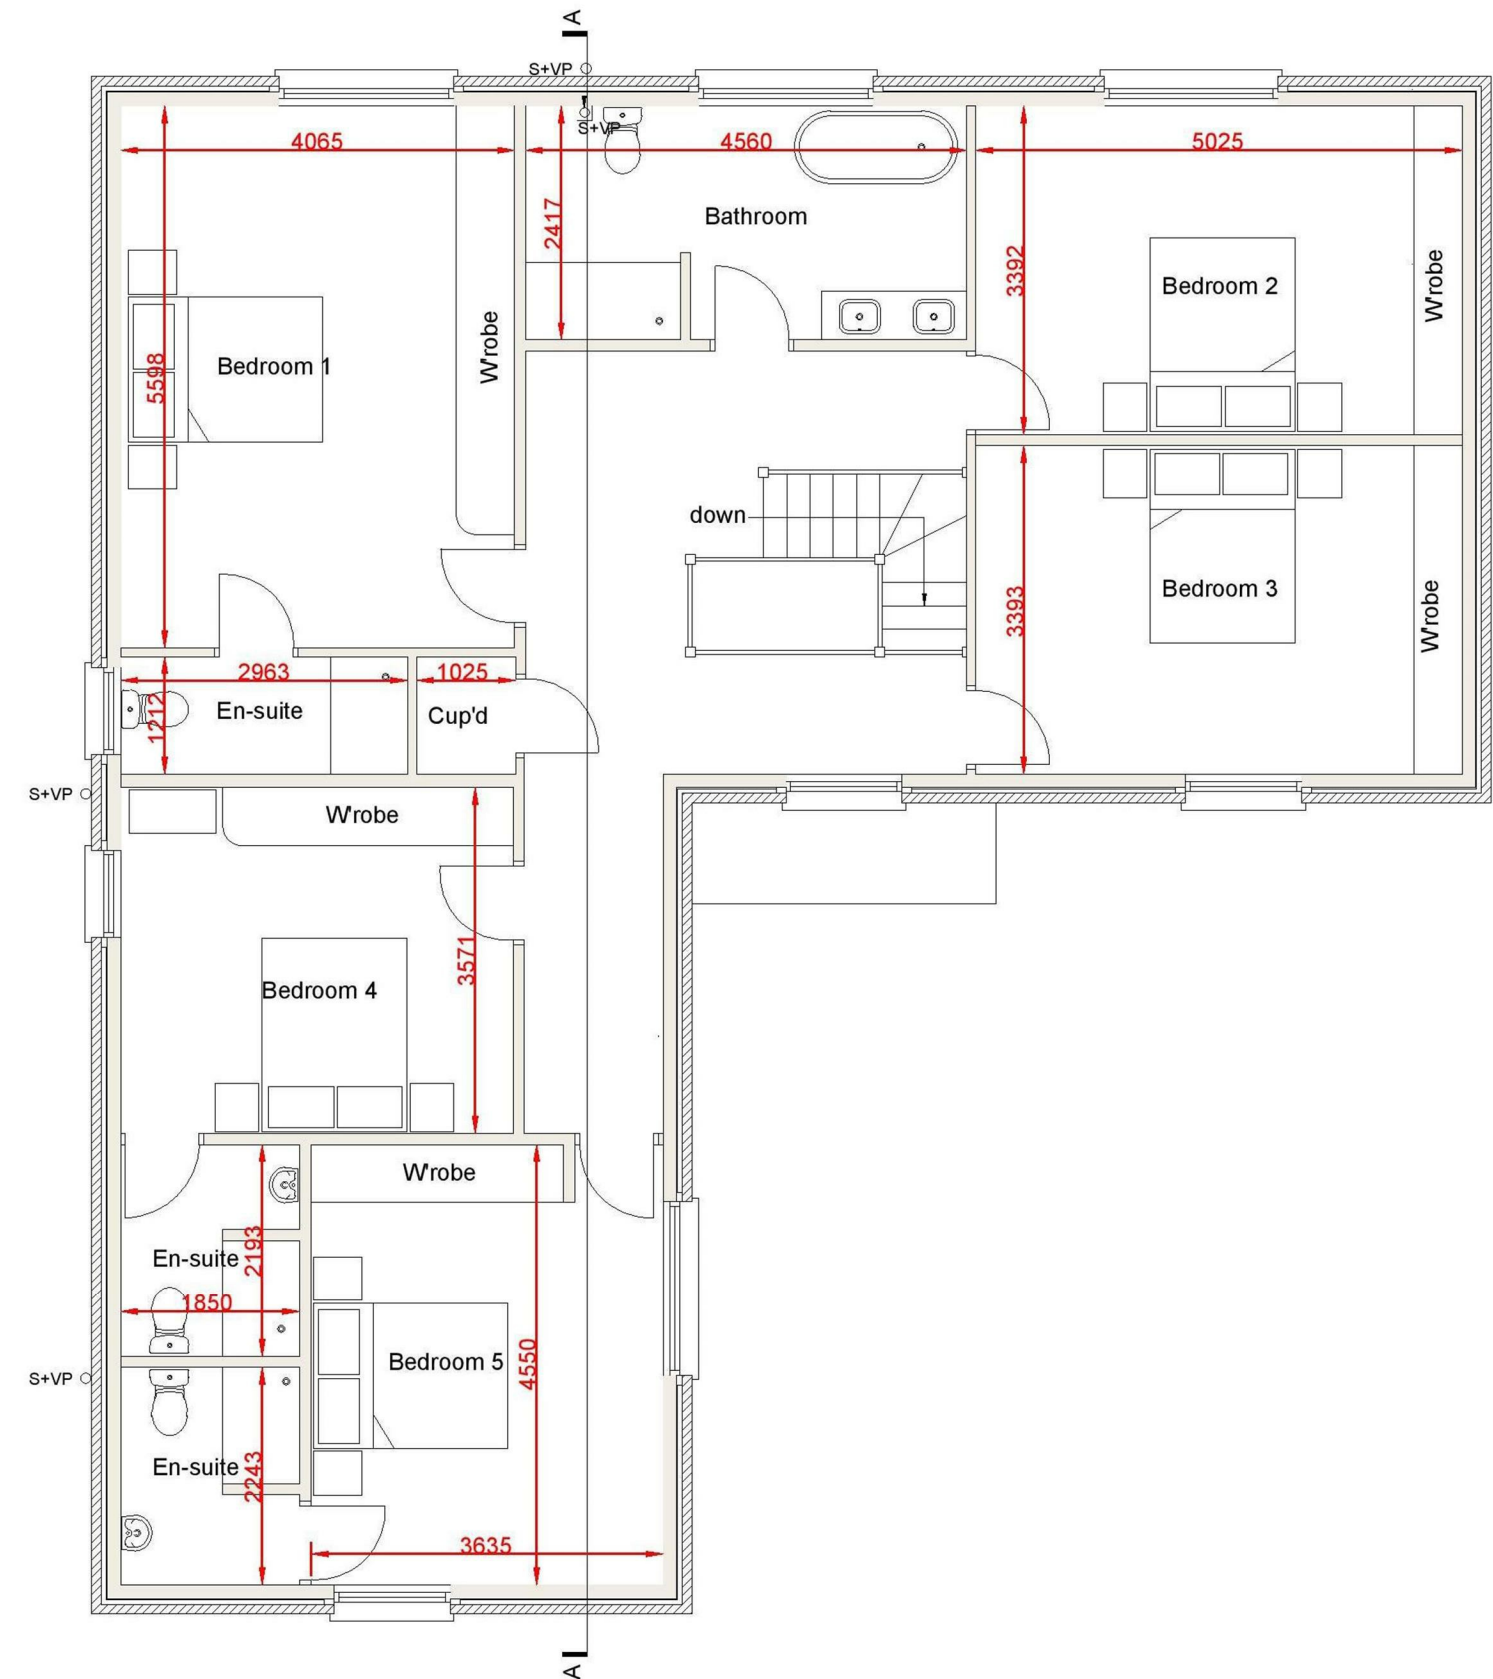 A
S+VP
S+VP
4065
4560
5025
2417
Bathroom
3392
Bedroom 2
W'robe
Bedroom 1
5598
W'robe
down
Bedroom 3
3393
W'robe
2963
1025
1212
En-suite
Cup'd
S+VP
W'robe
3571
Bedroom 4
W'robe
2193
En-suite
1850
Bedroom 5
4550
S+VP
En-suite
2243
3635
A